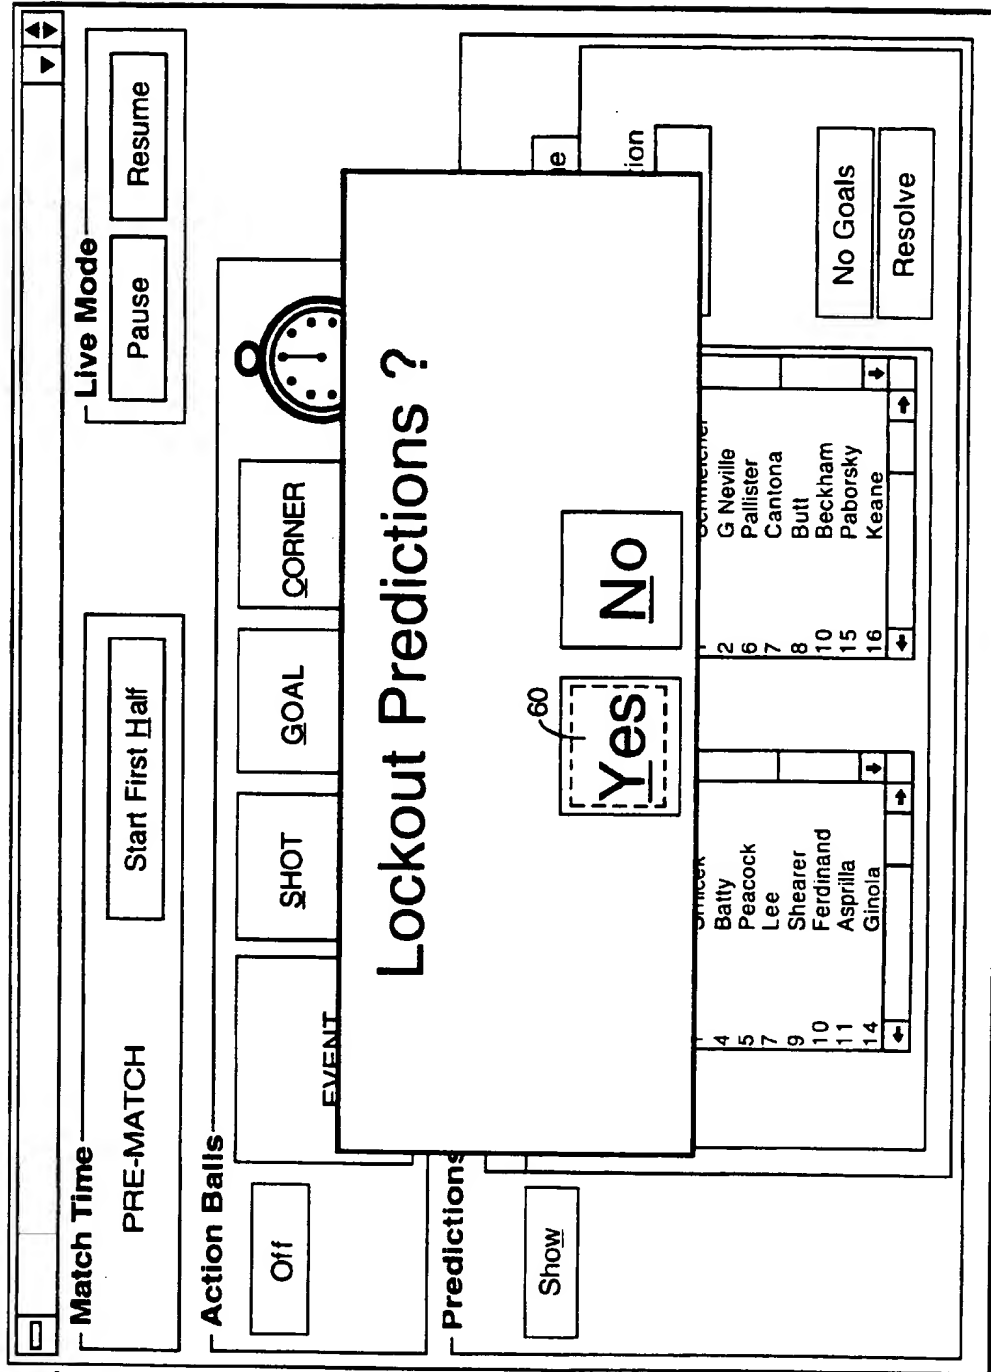 Match Time
PRE-MATCH
Start First Half
Live Mode
Pause
Resume
Action Balls
Off
EVENT
SHOT
GOAL
CORNER
Lockout Predictions ?
60
Yes
No
Predictions
Show
4 Batty
5 Peacock
7 Lee
9 Shearer
10 Ferdinand
11 Asprilla
14 Ginola
2 G Neville
6 Pallister
7 Cantona
8 Butt
10 Beckham
15 Paborsky
16 Keane
No Goals
Resolve